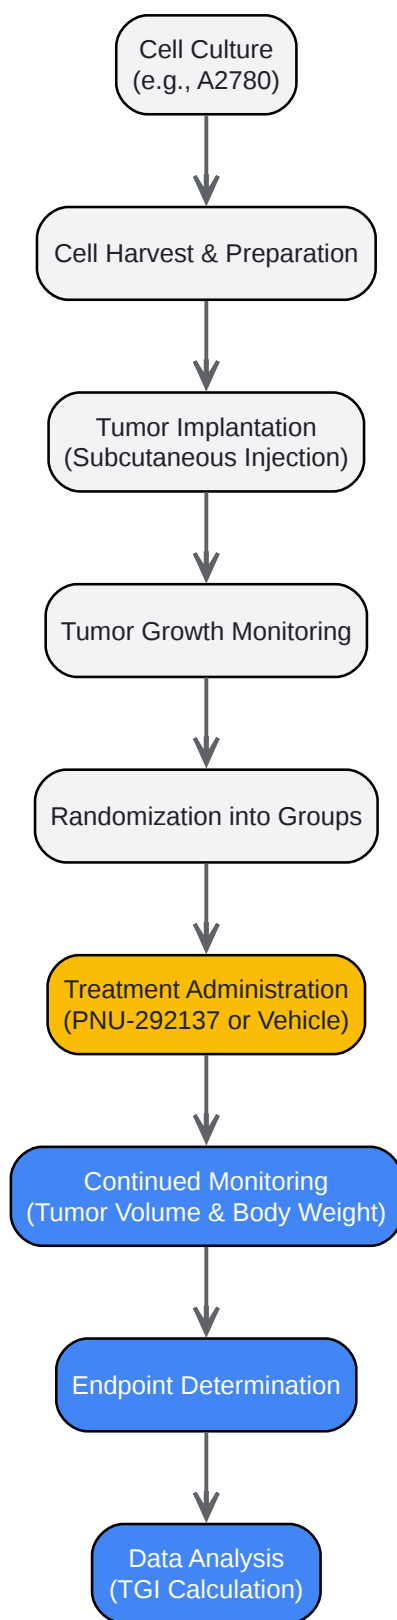 Cell Culture
(e.g., A2780)
Cell Harvest & Preparation
Tumor Implantation
(Subcutaneous Injection)
Tumor Growth Monitoring
Randomization into Groups
Treatment Administration
(PNU-292137 or Vehicle)
Continued Monitoring
(Tumor Volume & Body Weight)
Endpoint Determination
Data Analysis
(TGI Calculation)